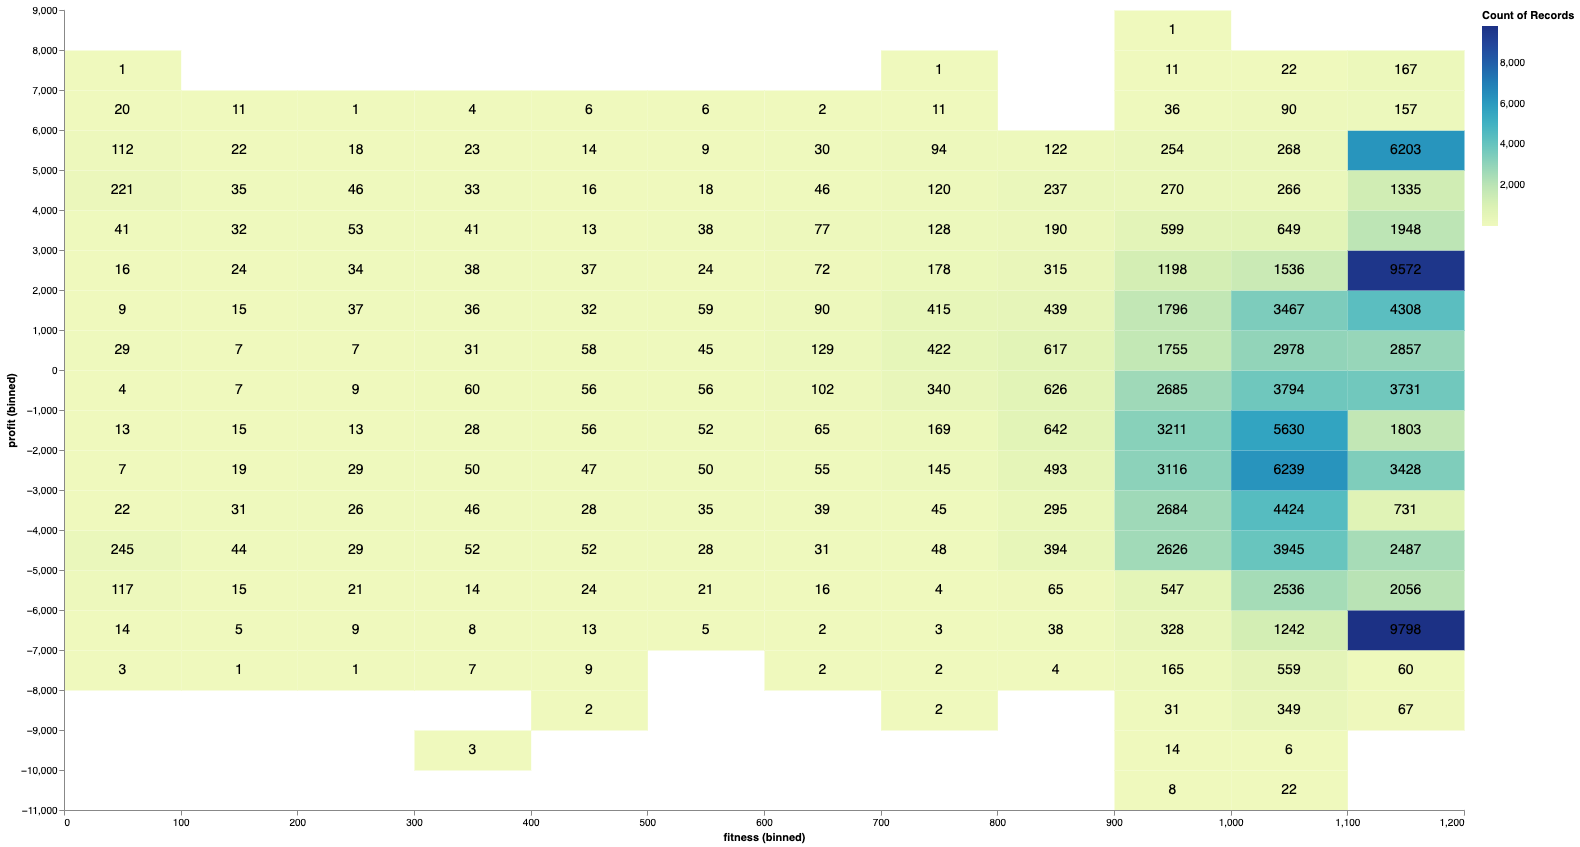 Count of Records
8,000
6,000
4,000
2,000
profit (binned)
9,000
1
8,000
1 1 11 22 167
7,000
20 11 1 4 6 6 2 11 36 90 157
6,000
112 22 18 23 14 9 30 94 122 254 268 6203
5,000
221 35 46 33 16 18 46 120 237 270 266 1335
4,000
41 32 53 41 13 38 77 128 190 599 649 1948
3,000
16 24 34 38 37 24 72 178 315 1198 1536 9572
2,000
9 15 37 36 32 59 90 415 439 1796 3467 4308
1,000
29 7 7 31 58 45 129 422 617 1755 2978 2857
0
4 7 9 60 56 56 102 340 626 2685 3794 3731
−1,000
13 15 13 28 56 52 65 169 642 3211 5630 1803
−2,000
7 19 29 50 47 50 55 145 493 3116 6239 3428
−3,000
22 31 26 46 28 35 39 45 295 2684 4424 731
−4,000
245 44 29 52 52 28 31 48 394 2626 3945 2487
−5,000
117 15 21 14 24 21 16 4 65 547 2536 2056
−6,000
14 5 9 8 13 5 2 3 38 328 1242 9798
−7,000
3 1 1 7 9 2 2 4 165 559 60
−8,000
2 2 31 349 67
−9,000
3 14 6
−10,000
8 22
−11,000
0 100 200 300 400 500 600 700 800 900 1,000 1,100 1,200
fitness (binned)